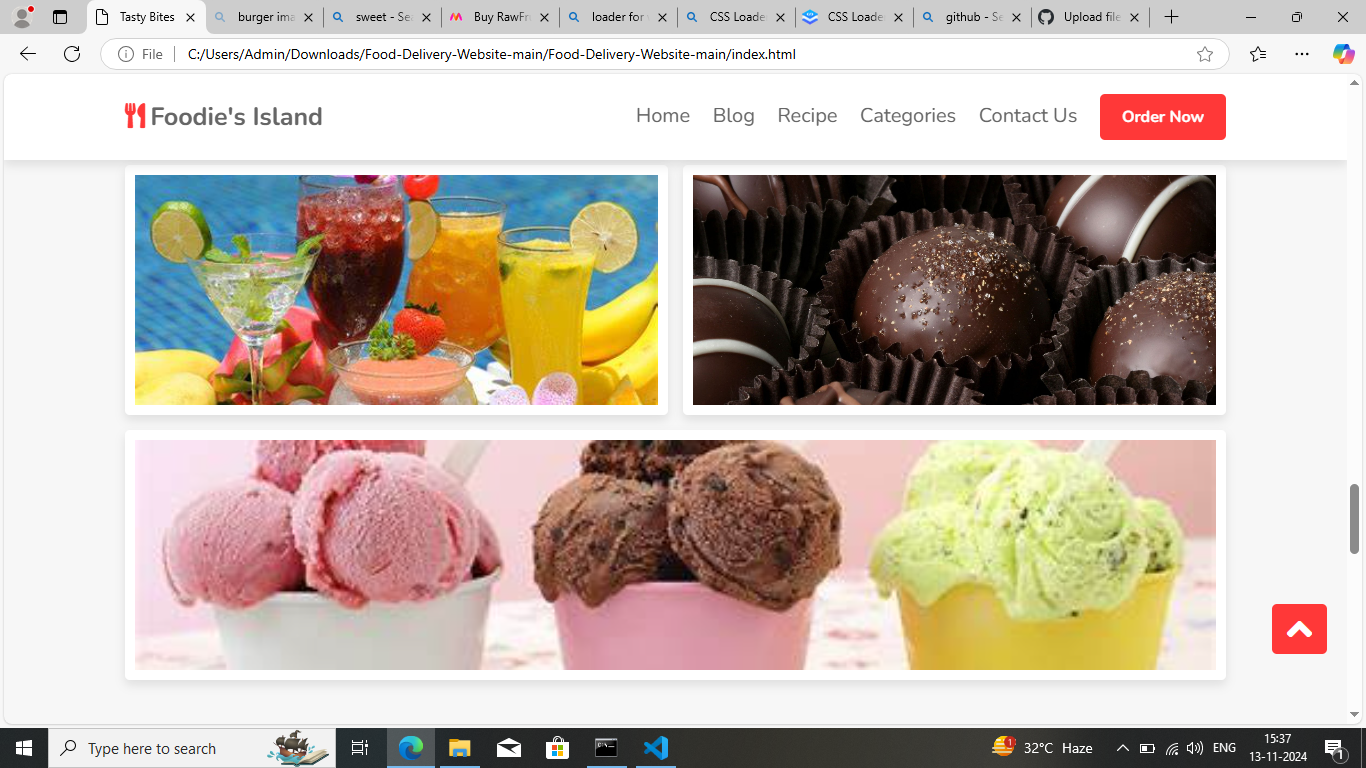 Tasty Bites
burger ima
sweet - Sea
Buy RawFr
loader for w
CSS Loade
CSS Loade
github - Se
Upload file
File
C:/Users/Admin/Downloads/Food-Delivery-Website-main/Food-Delivery-Website-main/index.html
Foodie's Island
Home
Blog
Recipe
Categories
Contact Us
Order Now
Type here to search
1
32°C Haze
ENG
15:37
13-11-2024
1